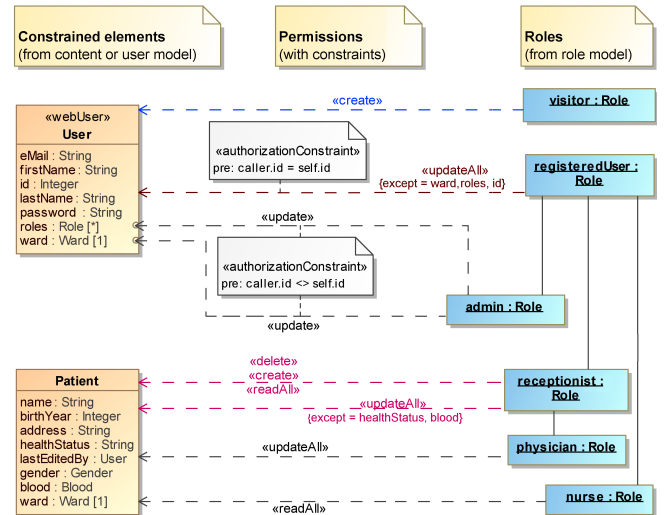 Constrained elements
(from content or user model)
Permissions
(with constraints)
Roles
(from role model)
«webUser»
User
eMail : String
firstName : String
id : Integer
lastName : String
password : String
roles : Role [*]
ward : Ward [1]
«create»
visitor : Role
«authorizationConstraint»
pre: caller.id = self.id
«updateAll»
{except = ward,roles, id}
registeredUser :
Role
«update»
«authorizationConstraint»
pre: caller.id <> self.id
«update»
admin : Role
Patient
name : String
birthYear : Integer
address : String
healthStatus : String
lastEditedBy : User
gender : Gender
blood : Blood
ward : Ward [1]
«delete»
«create»
«readAll»
receptionist :
Role
«updateAll»
{except = healthStatus, blood}
«updateAll»
physician : Role
«readAll»
nurse : Role